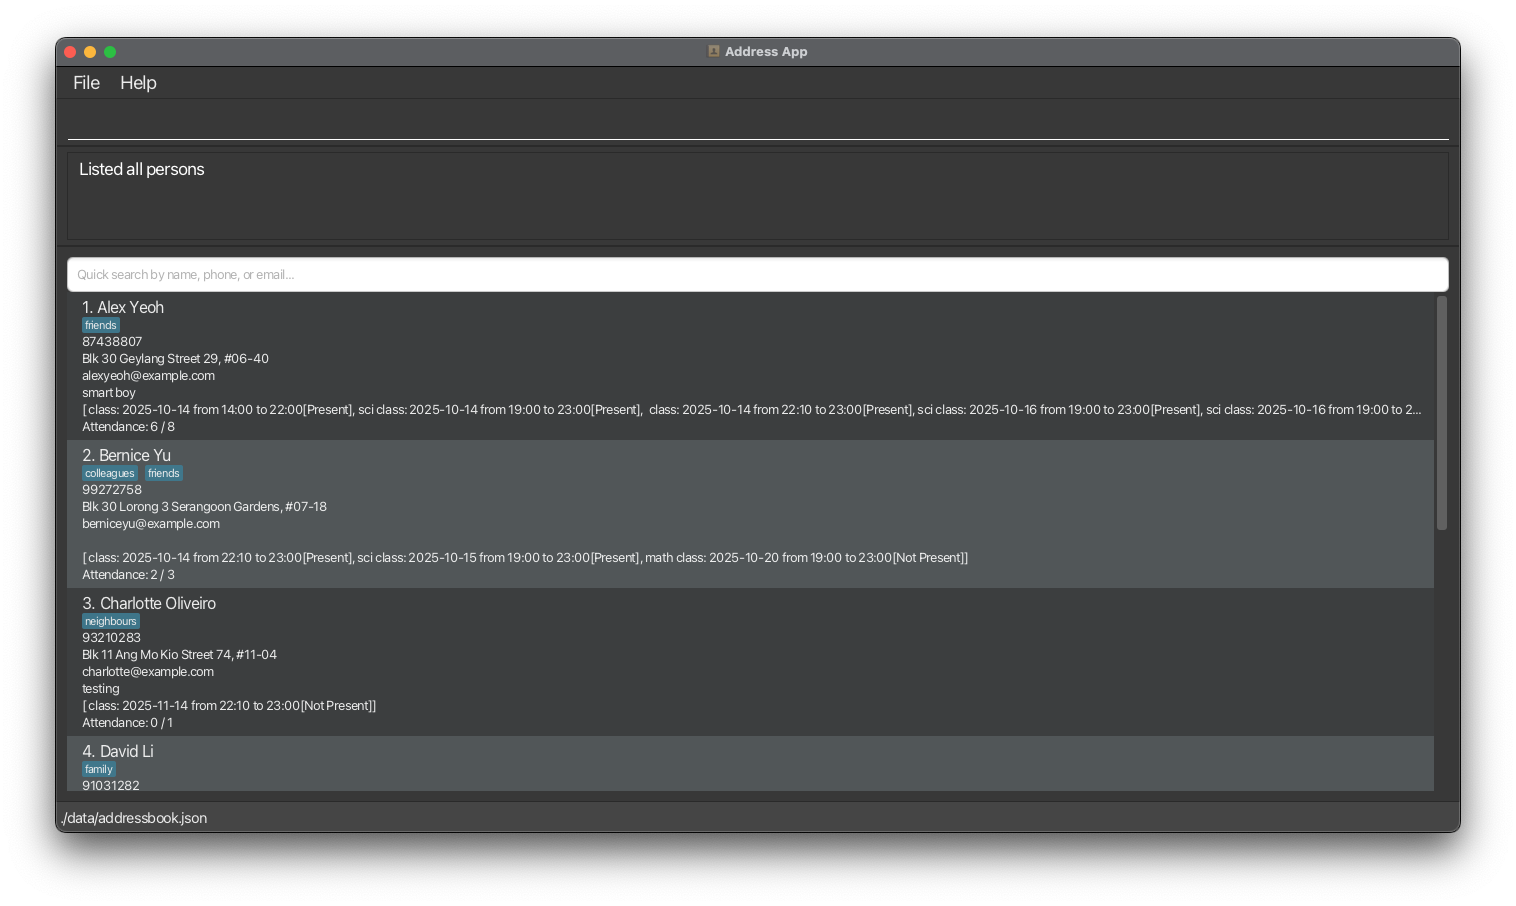 Address App
File Help
Listed all persons
Quick search by name, phone, or email...
1. Alex Yeoh
friends
87438807
Blk 30 Geylang Street 29, #06-40
alexyeoh@example.com
smart boy
[ class: 2025-10-14 from 14:00 to 22:00[Present], sci class: 2025-10-14 from 19:00 to 23:00[Present],  class: 2025-10-14 from 22:10 to 23:00[Present], sci class: 2025-10-16 from 19:00 to 23:00[Present], sci class: 2025-10-16 from 19:00 to 2...
Attendance: 6 / 8
2. Bernice Yu
colleagues friends
99272758
Blk 30 Lorong 3 Serangoon Gardens, #07-18
berniceyu@example.com
[ class: 2025-10-14 from 22:10 to 23:00[Present], sci class: 2025-10-15 from 19:00 to 23:00[Present], math class: 2025-10-20 from 19:00 to 23:00[Not Present]]
Attendance: 2 / 3
3. Charlotte Oliveiro
neighbours
93210283
Blk 11 Ang Mo Kio Street 74, #11-04
charlotte@example.com
testing
[ class: 2025-11-14 from 22:10 to 23:00[Not Present]]
Attendance: 0 / 1
4. David Li
family
91031282
./data/addressbook.json